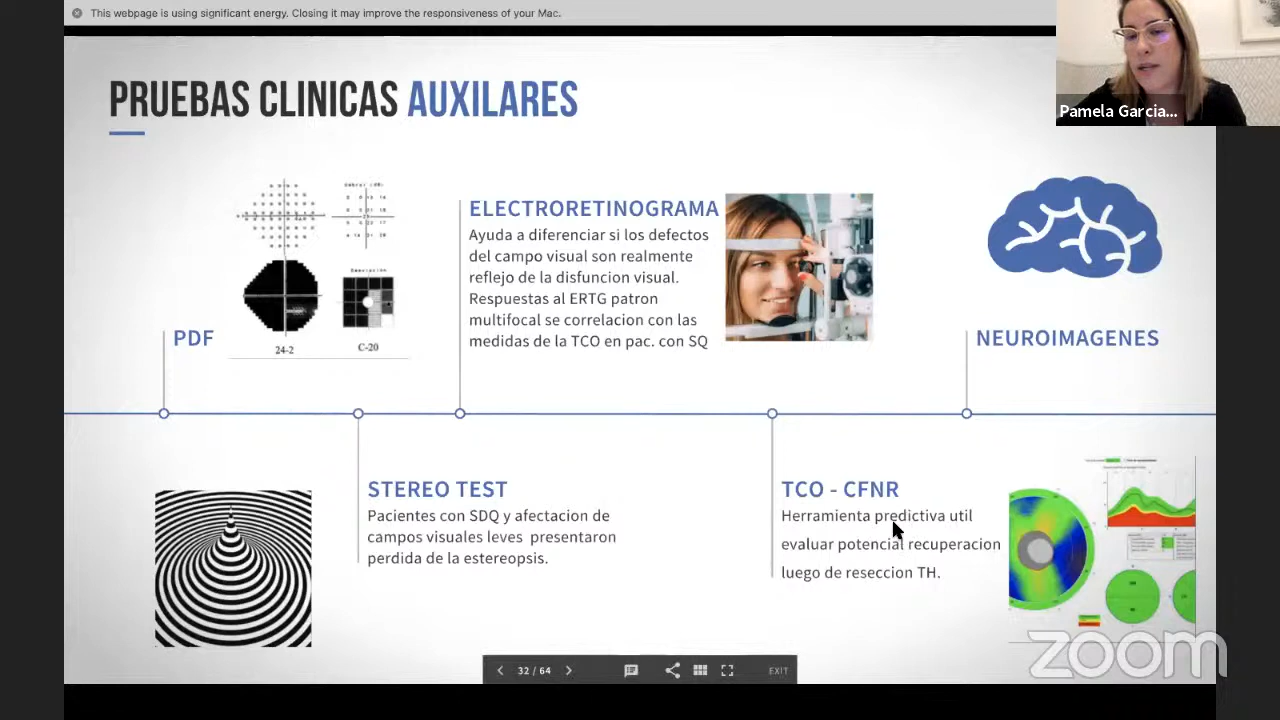 This webpage is using significant energy. Closing it may improve the responsiveness of your Mac.
PRUEBAS CLINICAS AUXILARES
Pamela Garcia...
PDF
24-2
C-20
ELECTRORETINOGRAMA
Ayuda a diferenciar si los defectos
del campo visual son realmente
reflejo de la disfuncion visual.
Respuestas al ERTG patron
multifocal se correlacion con las
medidas de la TCO en pac. con SQ
NEUROIMAGENES
STEREO TEST
Pacientes con SDQ y afectacion de
campos visuales leves presentaron
perdida de la estereopsis.
TCO - CFNR
Herramienta predictiva util
evaluar potencial recuperacion
luego de reseccion TH.
32 / 64
EXIT
zoom